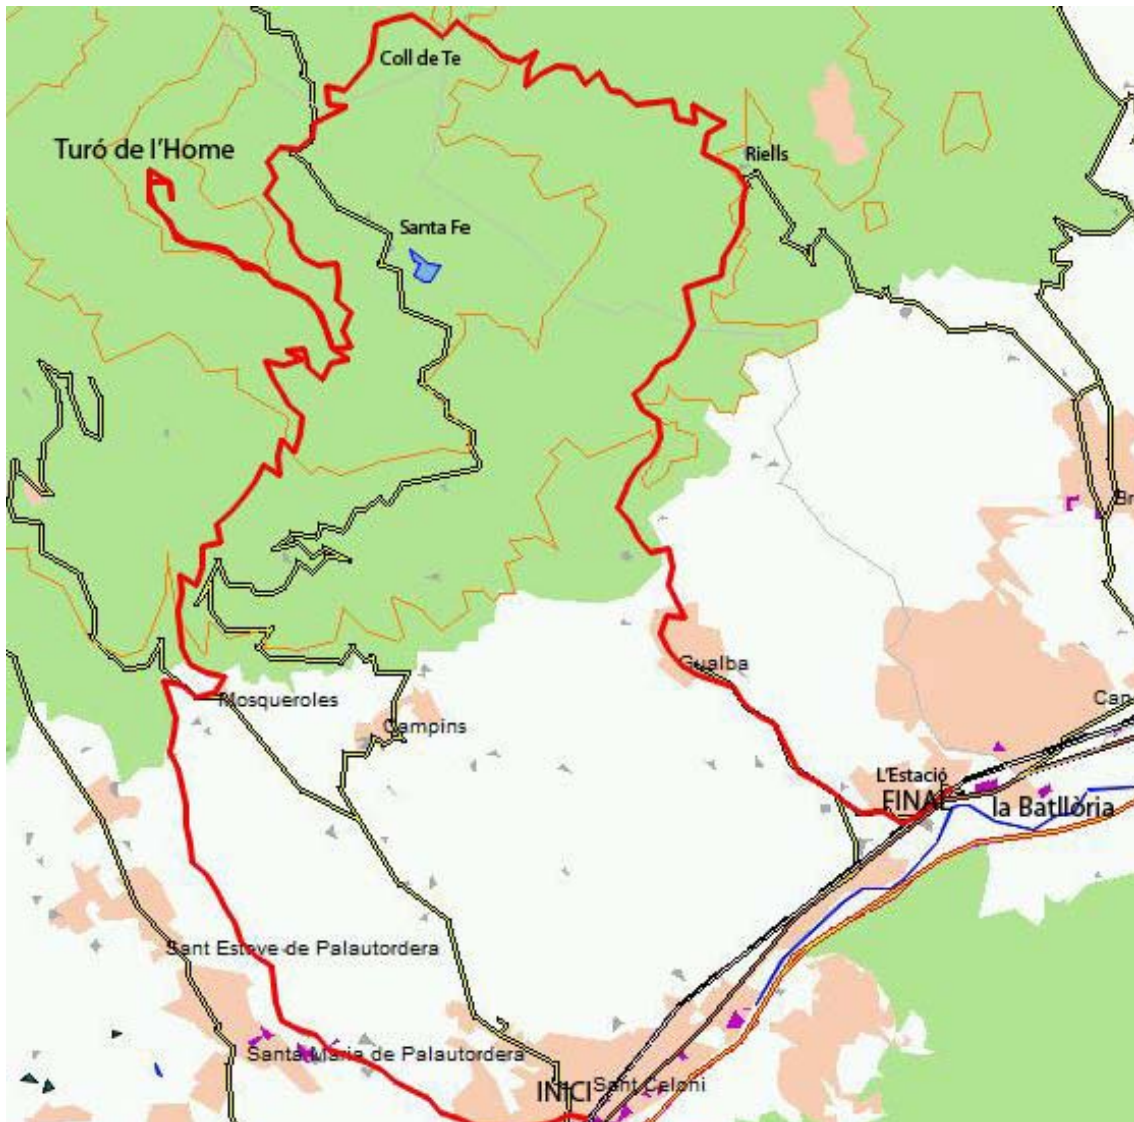 Coll de Te
Turó de l'Home
Riells
Santa Fe
Gualba
Mosqueroles
Campins
Can
L'Estació
FINAL
la Batllòria
Sant Esteve de Palautordera
Santa Maria de Palautordera
INICI
Sant Celoni